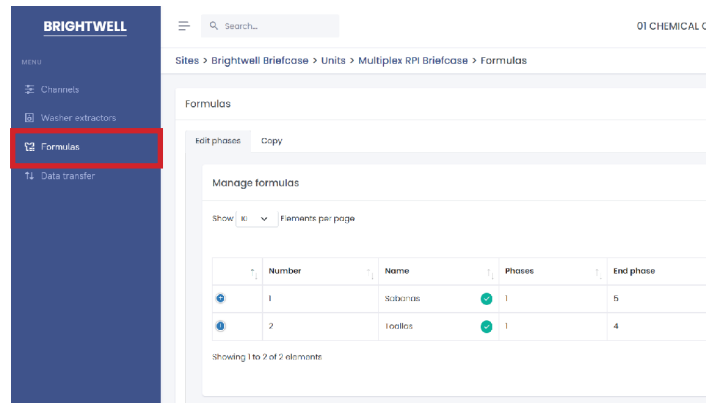 BRIGHTWELL
Search...
01 CHEMICAL C
MENU
Sites > Brightwell Briefcase > Units > Multiplex RPI Briefcase > Formulas
Channels
Washer extractors
Formulas
Data transfer
Formulas
Edit phases Copy
Manage formulas
Show Elements per page
Number Name Phases End phase
1 Sabanas 1 5
2 Toallas 1 4
Showing 1 to 2 of 2 elements